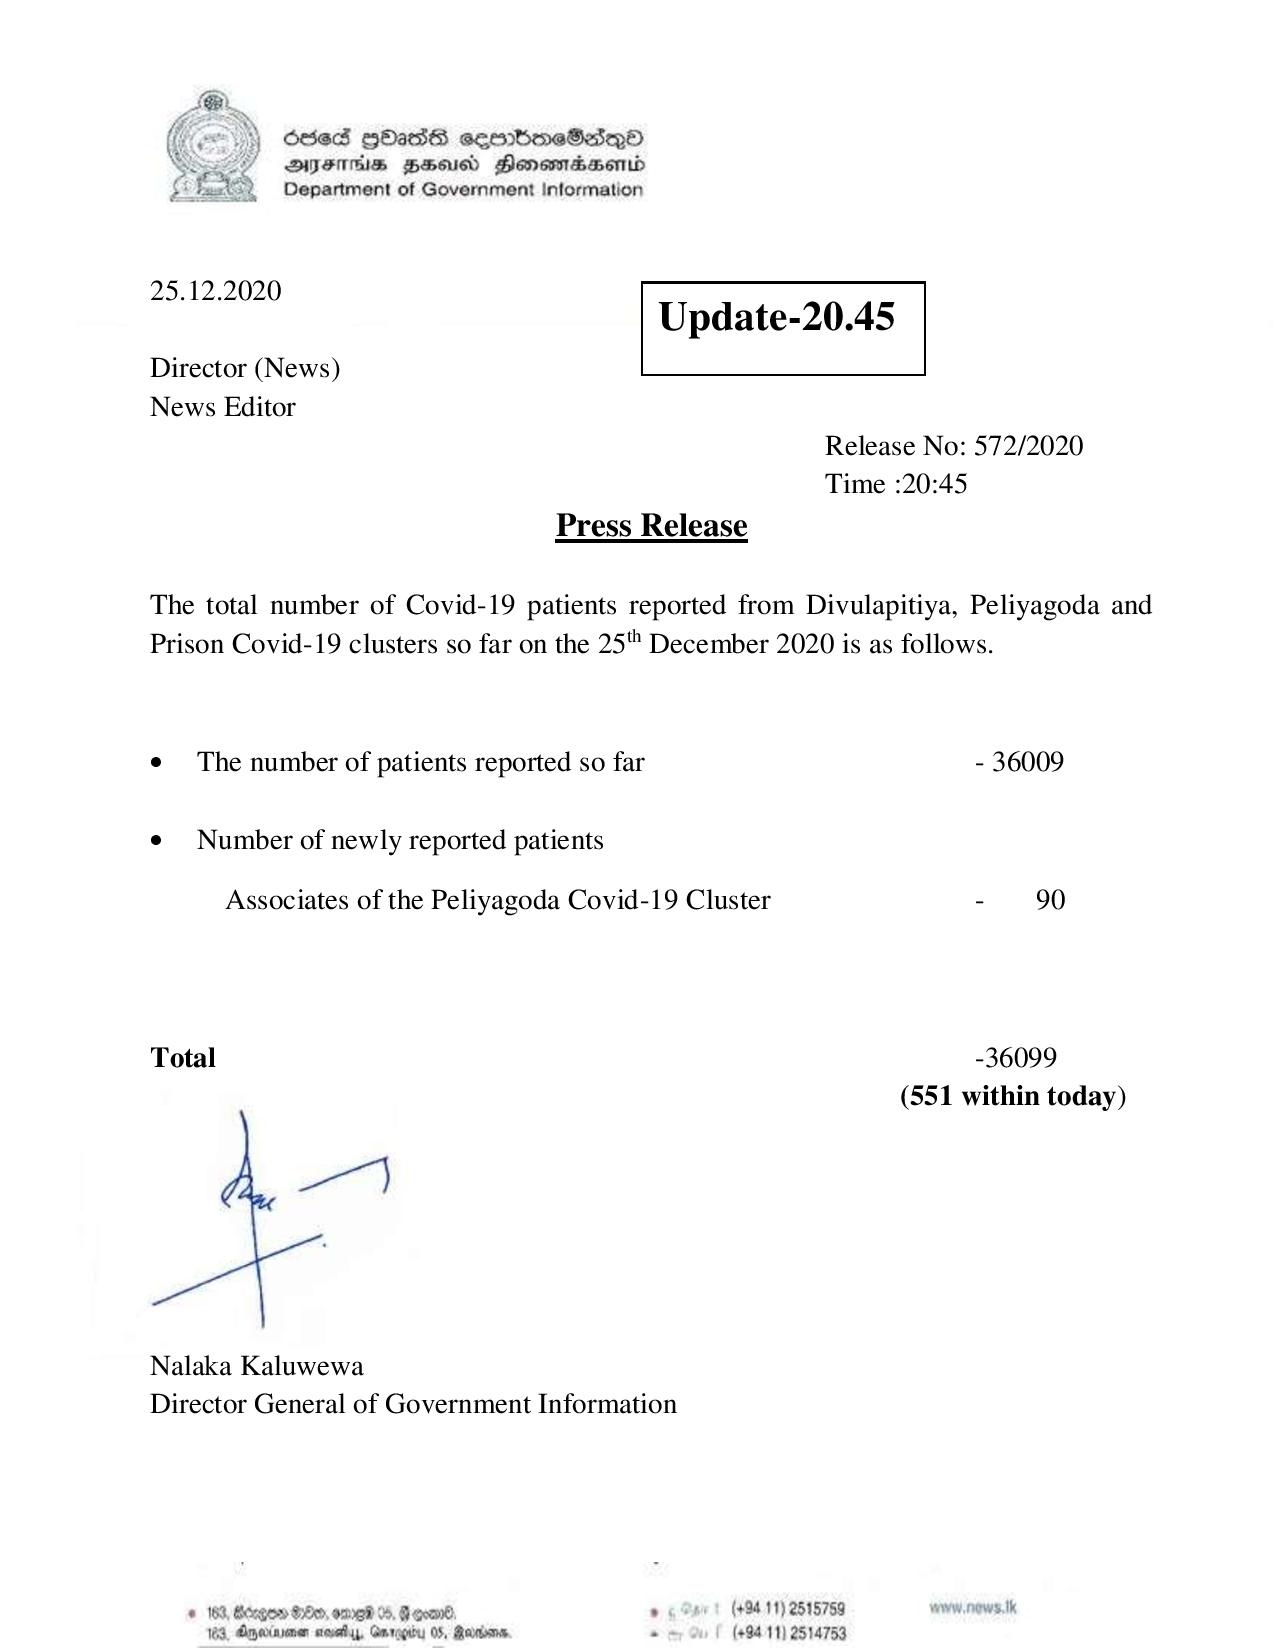 රජයේ ප්‍රවෘත්ති දෙපාර්තමේන්තුව
அரசாங்க தகவல் திணைக்களம்
Department of Government Information
25.12.2020
Update-20.45
Director (News)
News Editor
Release No: 572/2020
Time :20:45
Press Release
The total number of Covid-19 patients reported from Divulapitiya, Peliyagoda and
Prison Covid-19 clusters so far on the 25th December 2020 is as follows.
• The number of patients reported so far - 36009
• Number of newly reported patients
Associates of the Peliyagoda Covid-19 Cluster - 90
Total -36099
(551 within today)
Nalaka Kaluwewa
Director General of Government Information
163, කිරුලපන මාවත, කොළඹ 05, ශ්‍රී ලංකාව.
(+94 11) 2515759
www.news.lk
163, கிருலப்பனை எவனியூ, கொழும்பு 05, இலங்கை.
(+94 11) 2514753